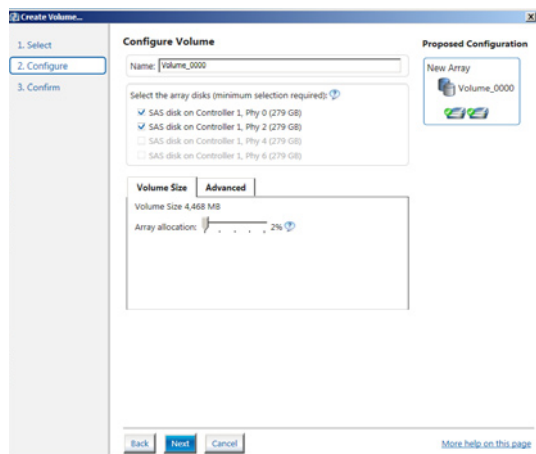 Create Volume...
1. Select
2. Configure
3. Confirm
Configure Volume
Name: Volume_0000
Select the array disks (minimum selection required):
SAS disk on Controller 1, Phy 0 (279 GB)
SAS disk on Controller 1, Phy 2 (279 GB)
SAS disk on Controller 1, Phy 4 (279 GB)
SAS disk on Controller 1, Phy 6 (279 GB)
Volume Size Advanced
Volume Size 4,468 MB
Array allocation: 2%
Proposed Configuration
New Array
Volume_0000
Back Next Cancel
More help on this page